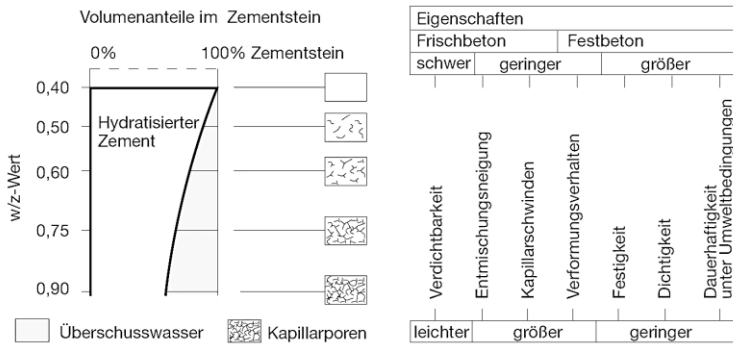 Volumenanteile im Zementstein
0% 100% Zementstein
w/z-Wert
0,40
0,50
0,60
0,75
0,90
Hydratisierter
Zement
Überschusswasser
Kapillarporen
Eigenschaften
Frischbeton Festbeton
schwer geringer größer
Verdichtbarkeit
Entmischungsneigung
Kapillarschwinden
Verformungsverhalten
Festigkeit
Dichtigkeit
Dauerhaftigkeit
unter Umweltbedingungen
leichter größer geringer